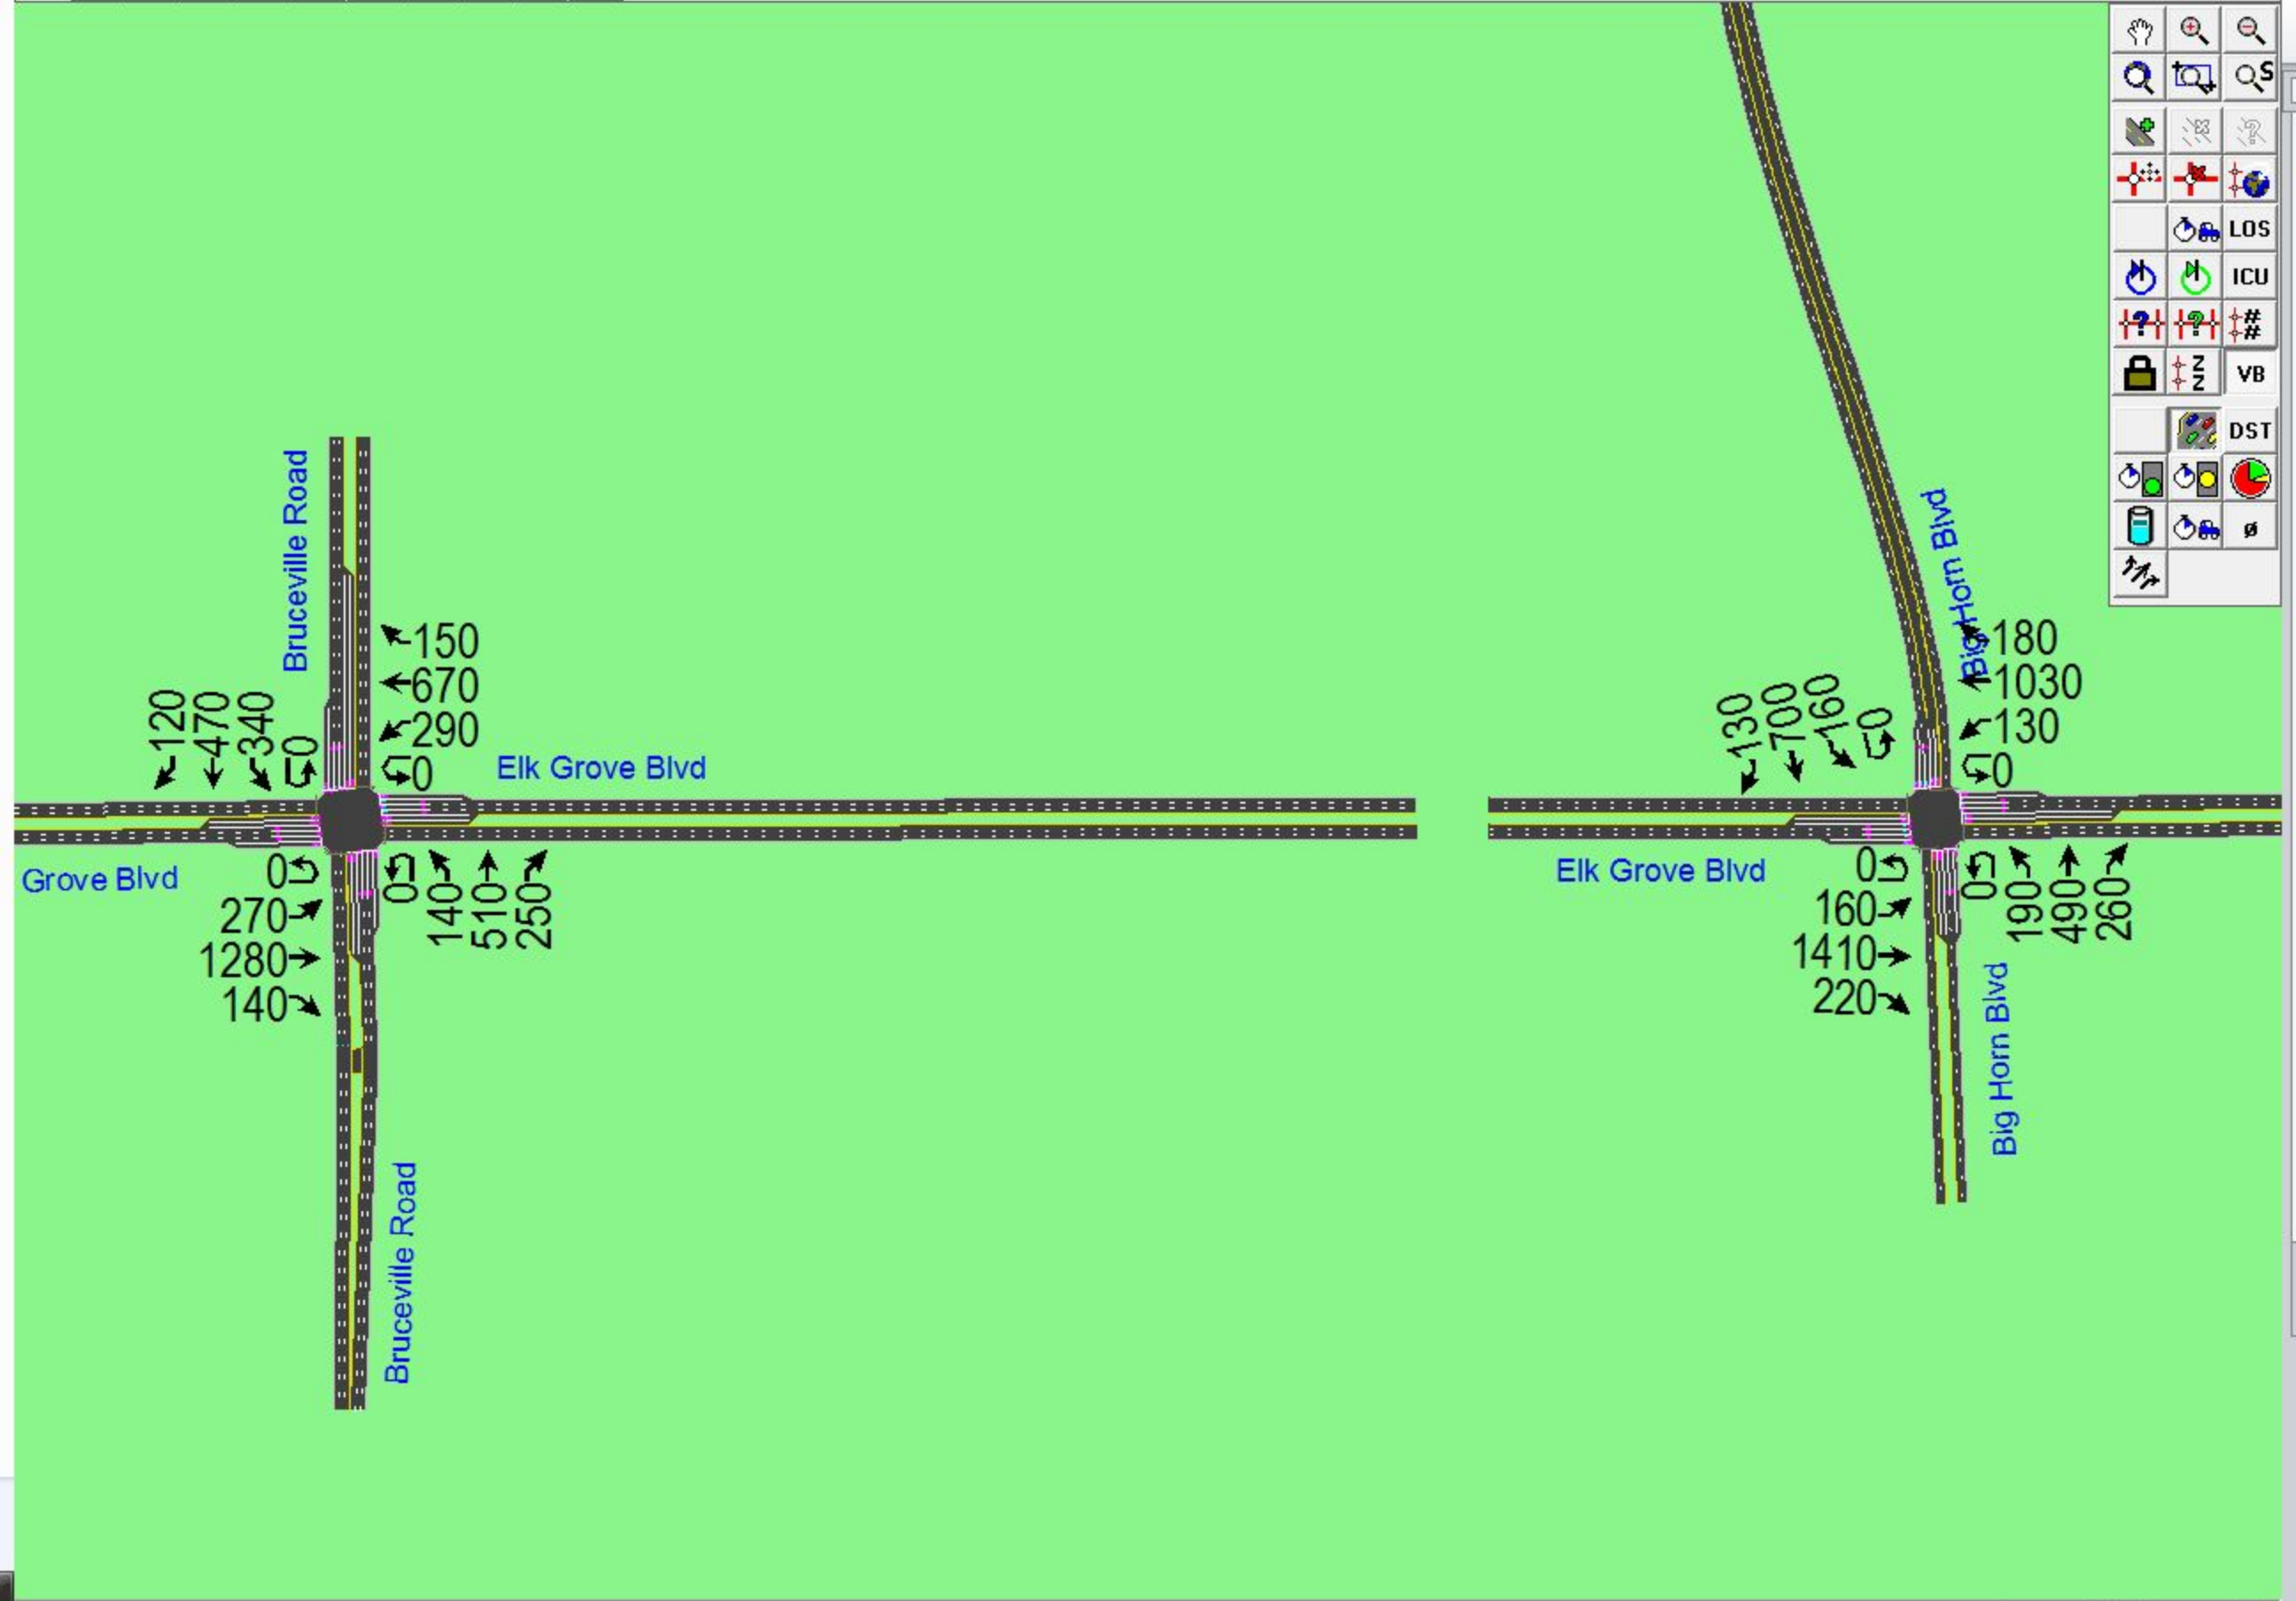 S
LOS
ICU
#
#
Z
Z
VB
DST
ø
Bruceville Road
150
670
290
0
120
470
340
0
Elk Grove Blvd
Grove Blvd
0
270
1280
140
0
140
510
250
Bruceville Road
Big Horn Blvd
180
1030
130
0
130
700
160
0
Elk Grove Blvd
0
160
1410
220
0
190
490
260
Big Horn Blvd